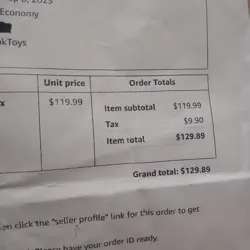 Economy
kToys
Unit price Order Totals
x $119.99 Item subtotal $119.99
Tax $9.90
Item total $129.89
Grand total: $129.89
click the "seller profile" link for this order to get
have your order ID ready.